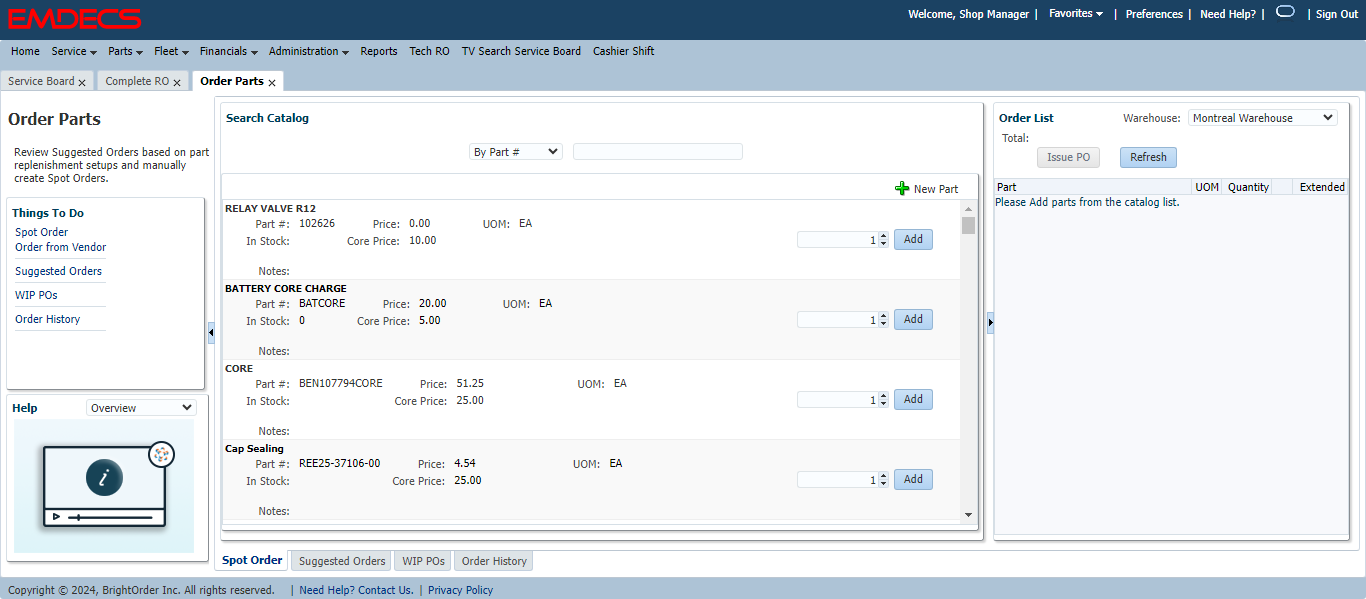 EMDECS
Welcome, Shop Manager | Favorites | Preferences | Need Help? | | Sign Out
Home Service Parts Fleet Financials Administration Reports Tech RO TV Search Service Board Cashier Shift
Service Board x Complete RO x Order Parts x
Order Parts
Review Suggested Orders based on part
replenishment setups and manually
create Spot Orders.
Things To Do
Spot Order
Order from Vendor
Suggested Orders
WIP POs
Order History
Help Overview
i
Search Catalog
By Part #
New Part
RELAY VALVE R12
Part #: 102626 Price: 0.00 UOM: EA
In Stock: Core Price: 10.00
1 Add
Notes:
BATTERY CORE CHARGE
Part #: BATCORE Price: 20.00 UOM: EA
In Stock: 0 Core Price: 5.00
1 Add
Notes:
CORE
Part #: BEN107794CORE Price: 51.25 UOM: EA
In Stock: Core Price: 25.00
1 Add
Notes:
Cap Sealing
Part #: REE25-37106-00 Price: 4.54 UOM: EA
In Stock: Core Price: 25.00
1 Add
Notes:
Order List Warehouse: Montreal Warehouse
Total:
Issue PO Refresh
Part UOM Quantity Extended
Please Add parts from the catalog list.
Spot Order Suggested Orders WIP POs Order History
Copyright © 2024, BrightOrder Inc. All rights reserved. | Need Help? Contact Us. | Privacy Policy